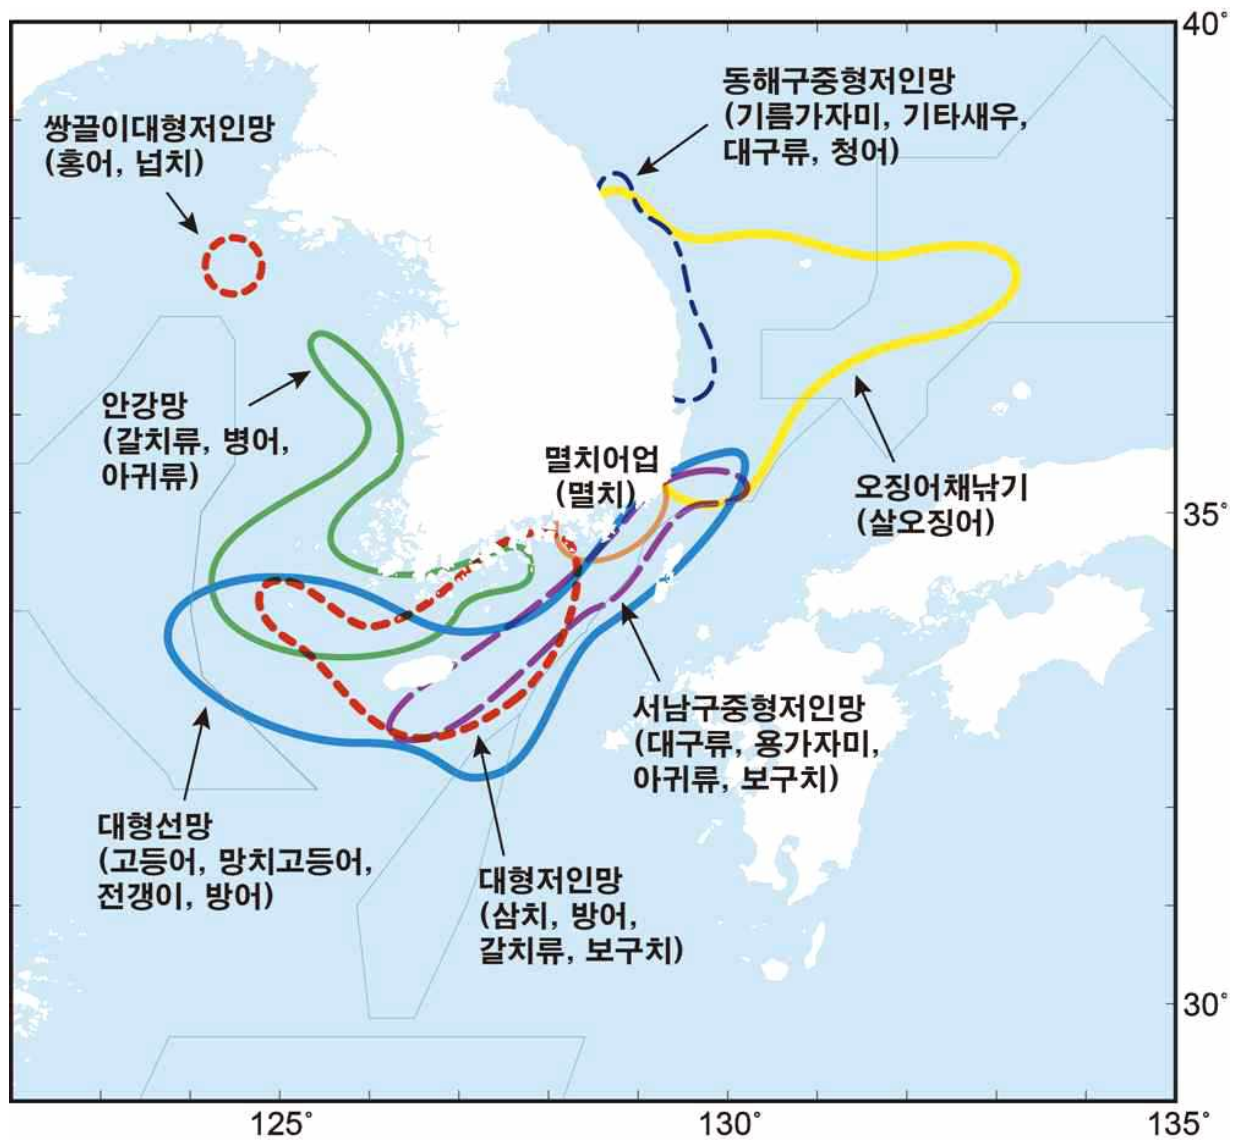 40°
동해구중형저인망
(기름가자미, 기타새우,
대구류, 청어)
쌍끌이대형저인망
(홍어, 넙치)
안강망
(갈치류, 병어,
아귀류)
멸치어업
(멸치)
오징어채낚기
(살오징어)
35°
서남구중형저인망
(대구류, 용가자미,
아귀류, 보구치)
대형선망
(고등어, 망치고등어,
전갱이, 방어)
대형저인망
(삼치, 방어,
갈치류, 보구치)
30°
125°
130°
135°